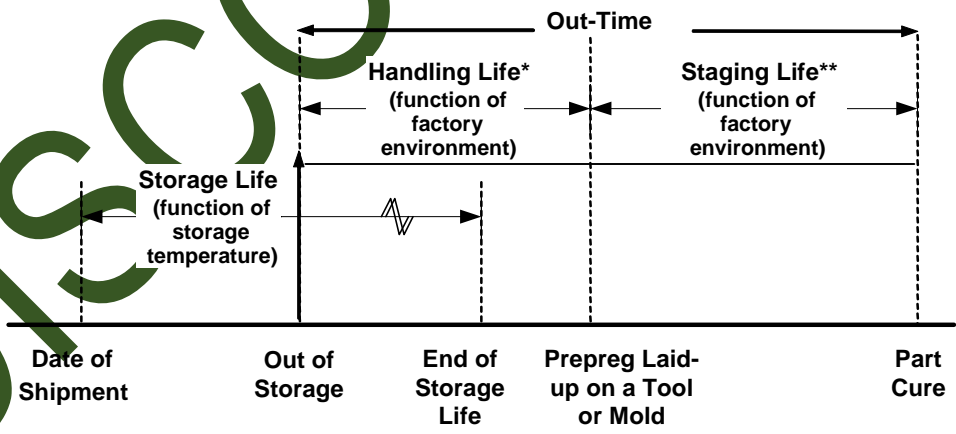 Out-Time
Handling Life*
(function of
factory
environment)
Staging Life**
(function of
factory
environment)
Storage Life
(function of
storage
temperature)
Date of
Shipment
Out of
Storage
End of
Storage
Life
Prepreg Laid-
up on a Tool
or Mold
Part
Cure